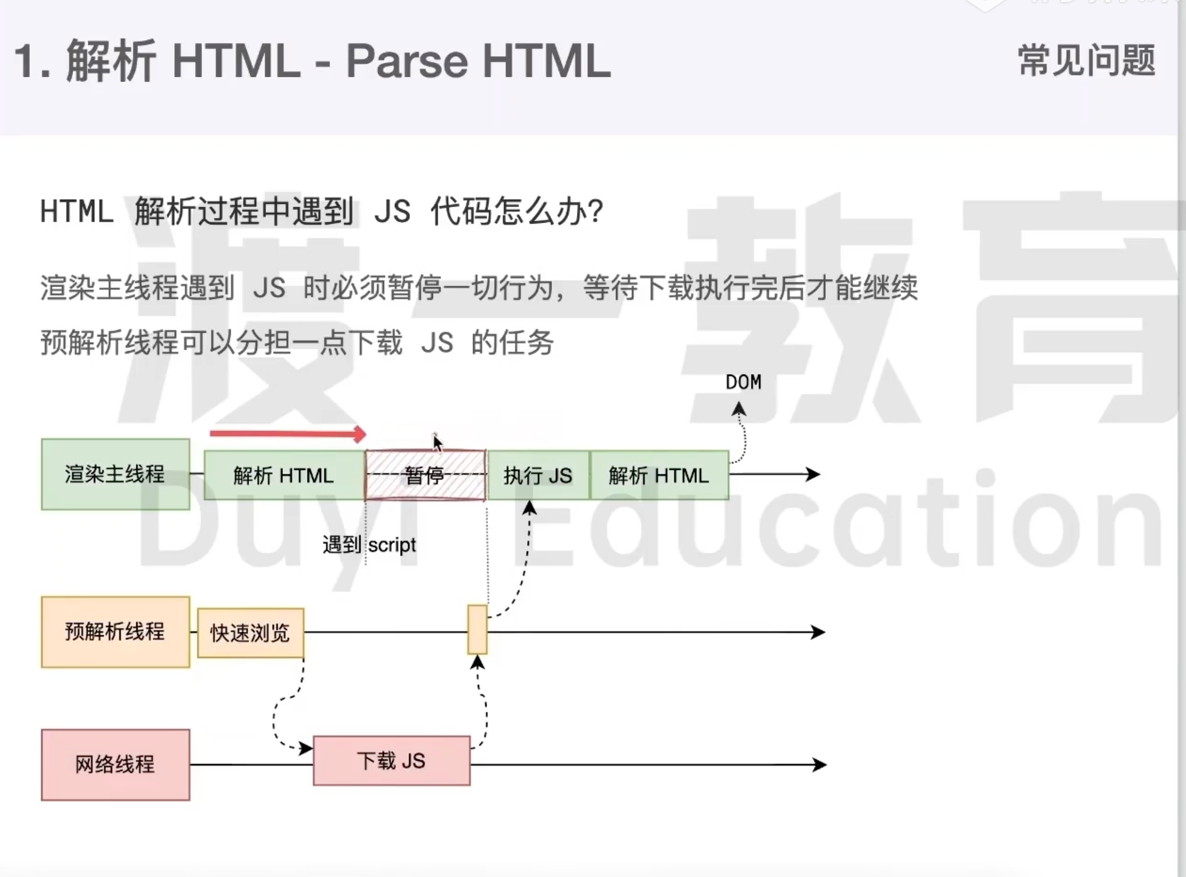 1. 解析 HTML - Parse HTML
常见问题
HTML 解析过程中遇到 JS 代码怎么办？
渲染主线程遇到 JS 时必须暂停一切行为，等待下载执行完后才能继续
预解析线程可以分担一点下载 JS 的任务
DOM
渲染主线程
解析 HTML
暂停
执行 JS
解析 HTML
遇到 script
预解析线程
快速浏览
网络线程
下载 JS
渡一教育
Duyi Education